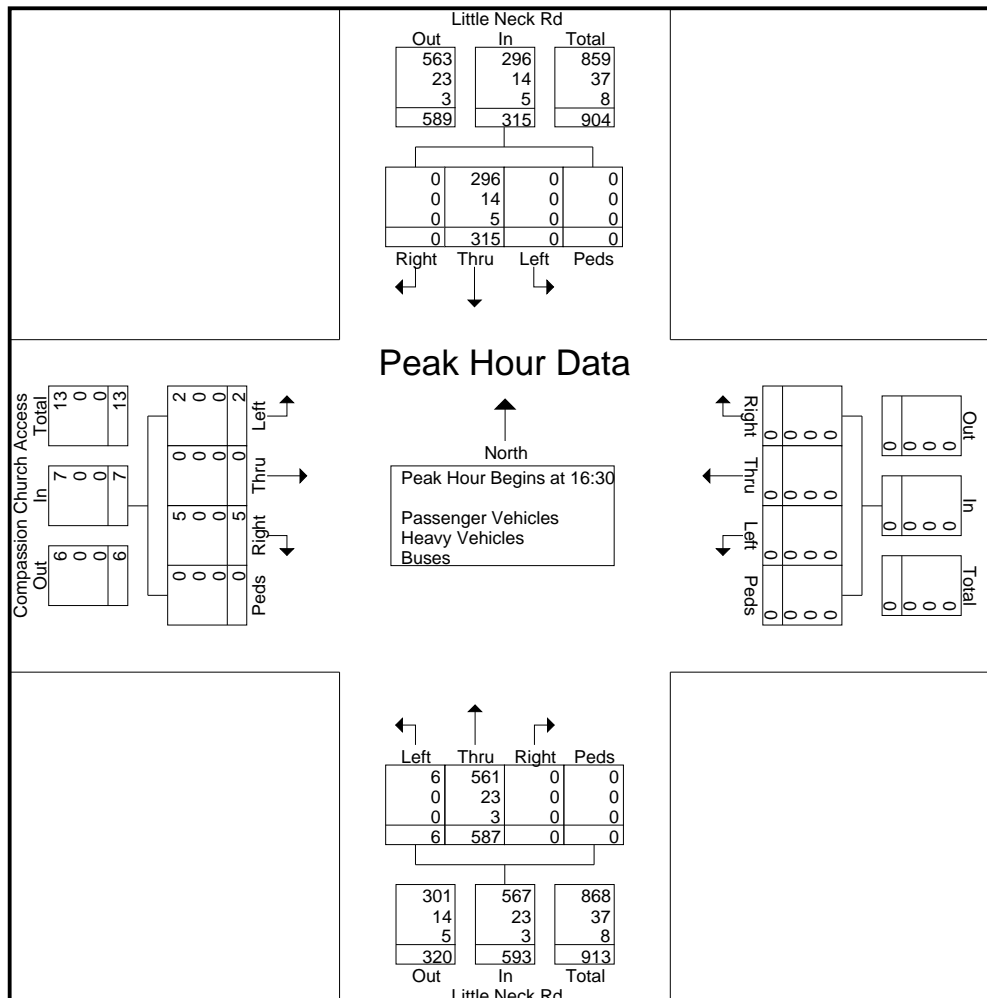 Little Neck Rd
Out In Total
563 296 859
23 14 37
3 5 8
589 315 904
0 296 0 0
0 14 0 0
0 5 0 0
0 315 0 0
Right Thru Left Peds
Peak Hour Data
North
Peak Hour Begins at 16:30
Passenger Vehicles
Heavy Vehicles
Buses
Compassion Church Access
Out In Total
6 7 13
0 0 0
0 0 0
6 7 13
0 5 0 2
0 0 0 0
0 0 0 0
0 5 0 2
Peds Right Thru Left
Out In Total
0 0 0
0 0 0
0 0 0
0 0 0
0 0 0 0
0 0 0 0
0 0 0 0
0 0 0 0
Right Thru Left Peds
Left Thru Right Peds
6 561 0 0
0 23 0 0
0 3 0 0
6 587 0 0
301 567 868
14 23 37
5 3 8
320 593 913
Out In Total
Little Neck Rd